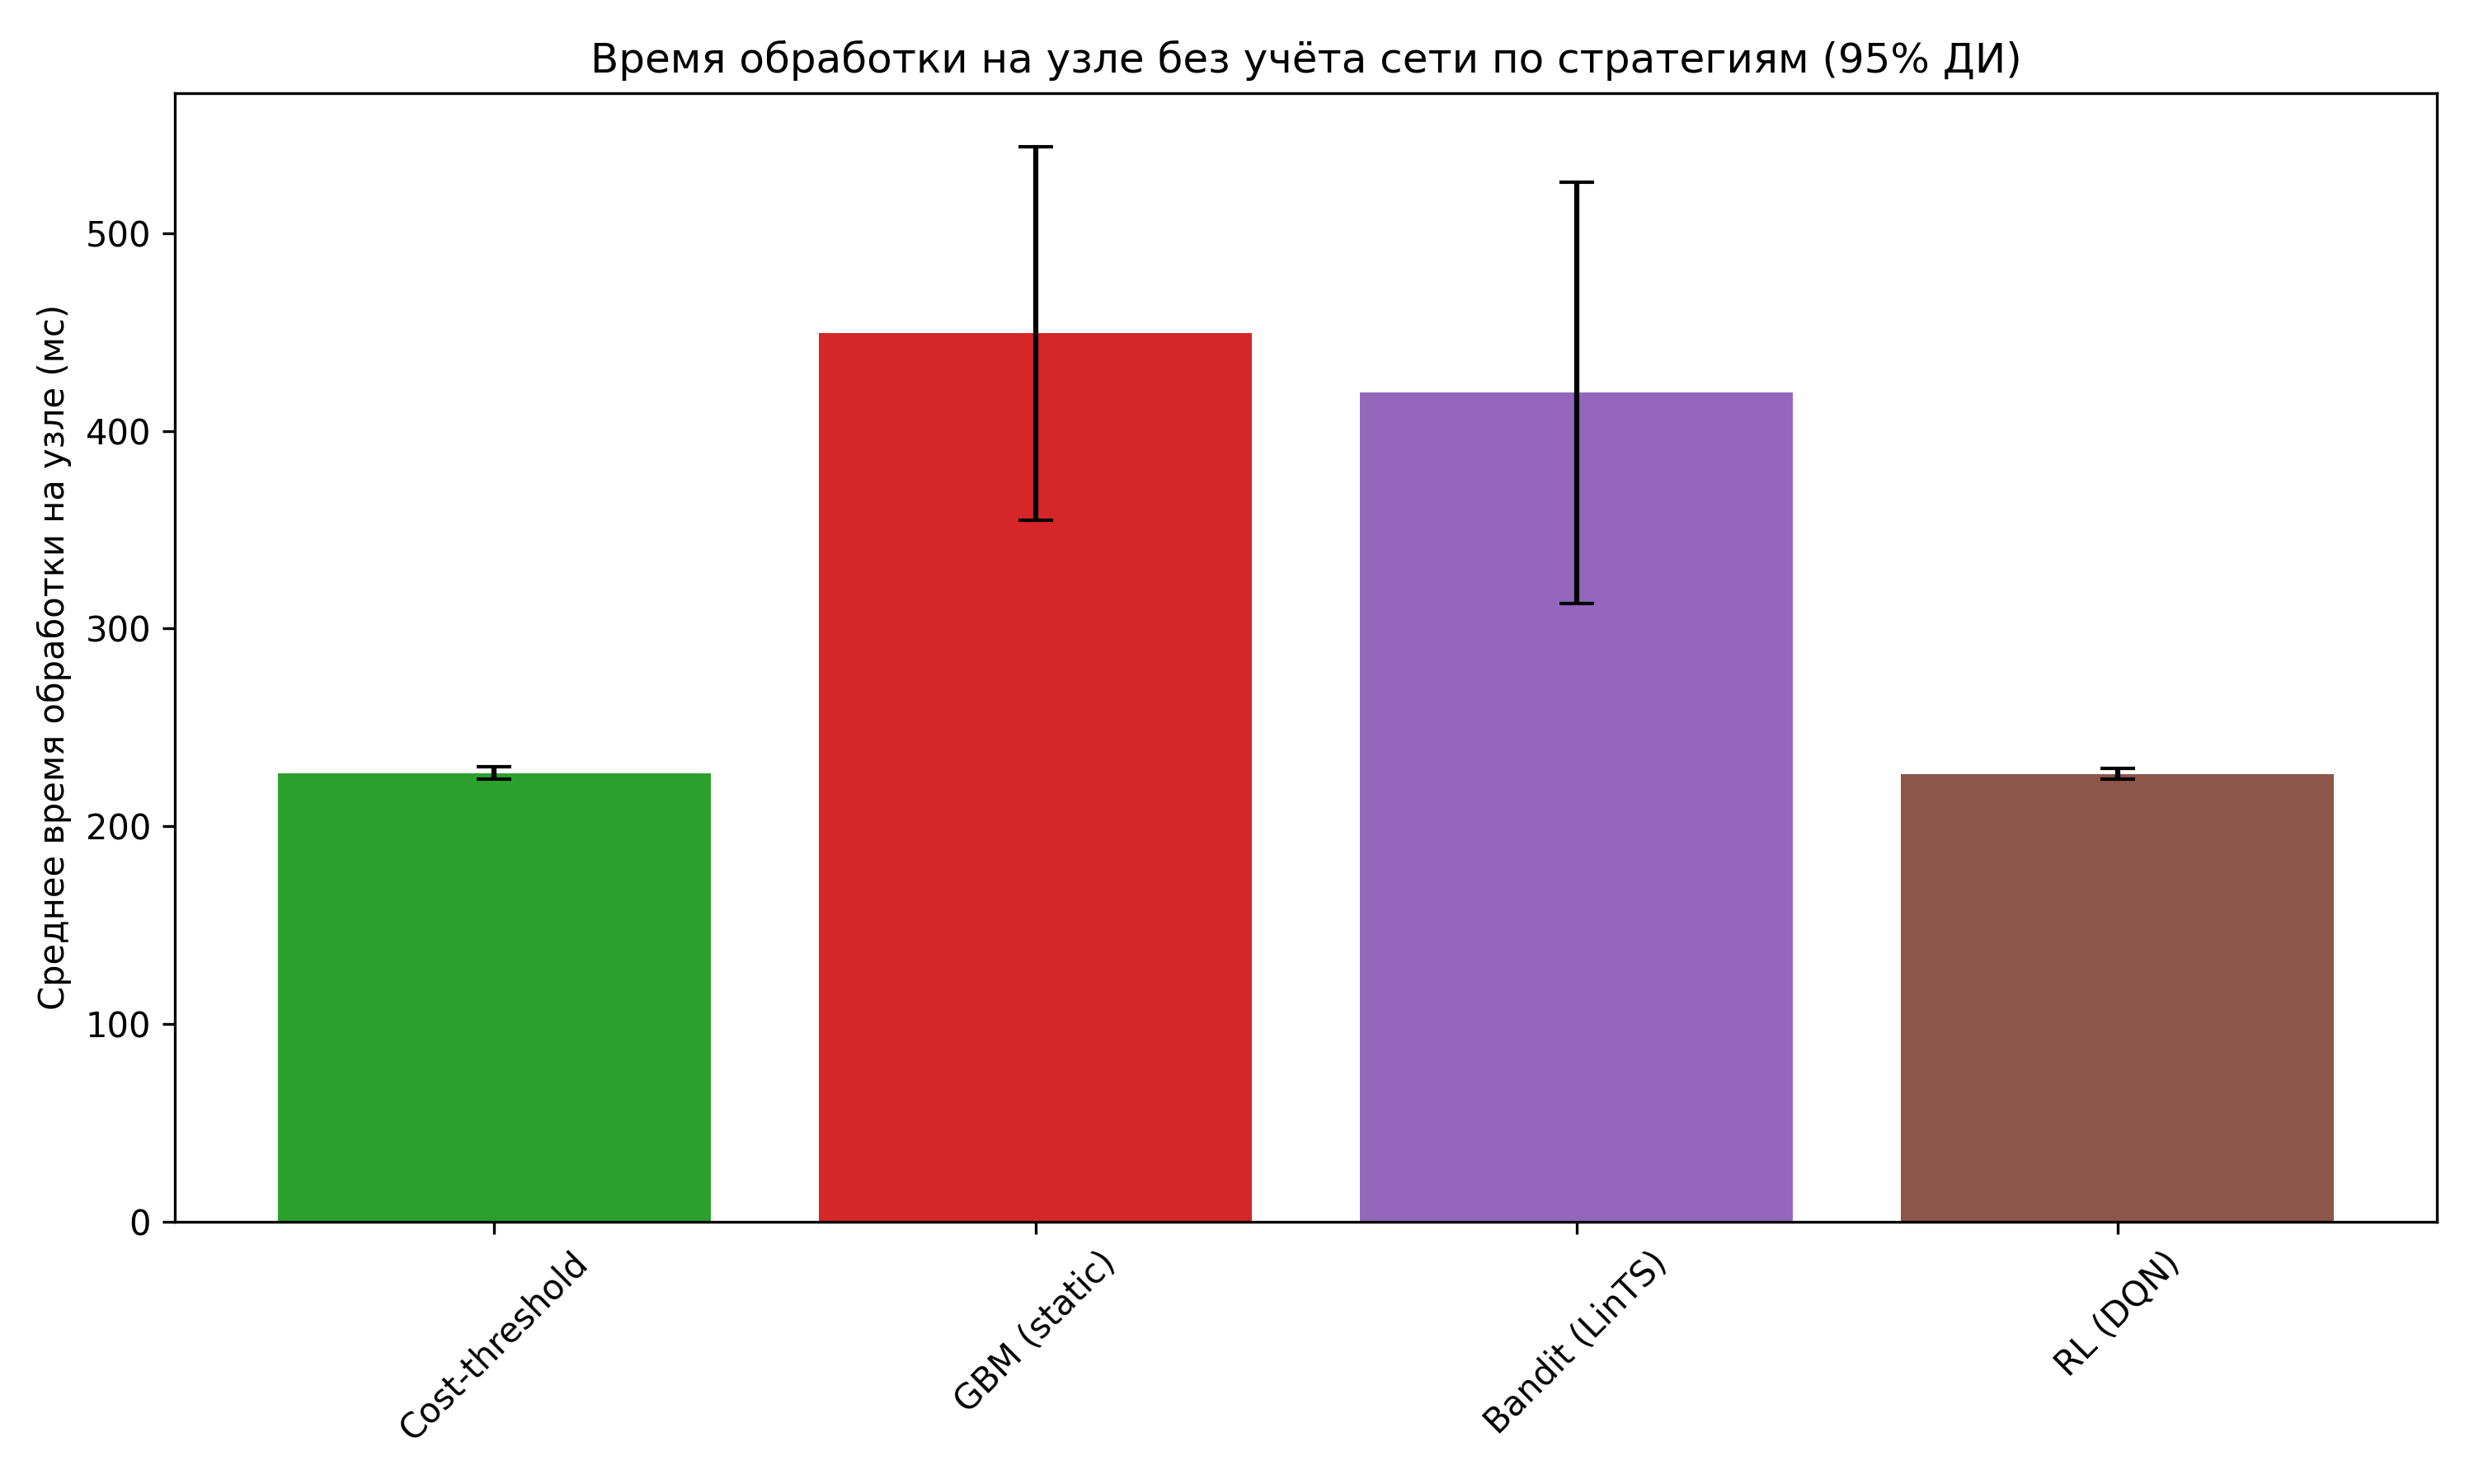 Время обработки на узле без учёта сети по стратегиям (95% ДИ)
Среднее время обработки на узле (мс)
500
400
300
200
100
0
Cost-threshold
GBM (static)
Bandit (LinTS)
RL (DQN)